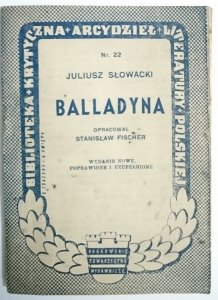 BIBLIOTEKA KRYTYCZNA ARCYDZIEŁ LITERATURY POLSKIEJ
Nr. 22
JULIUSZ SŁOWACKI
BALLADYNA
OPRACOWAŁ
STANISŁAW FISCHER
WYDANIE NOWE,
POPRAWIONE I UZUPEŁNIONE
KRAKOWSKIE
TOWARZYSTWO
WYDAWNICZE